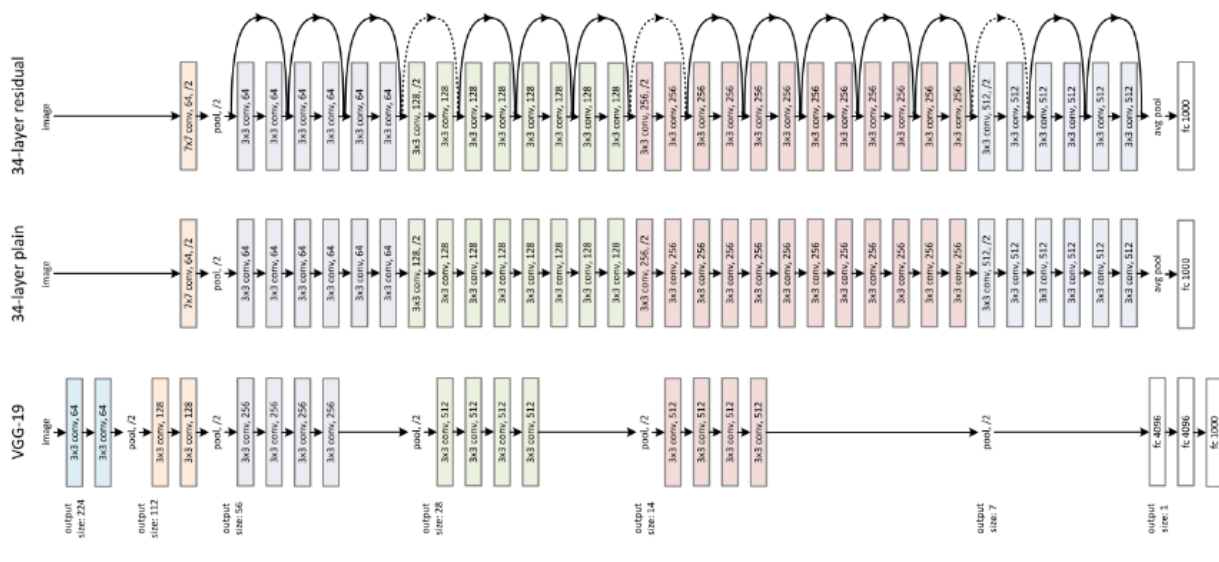 VGG-19
image
3x3 conv, 64
3x3 conv, 64
pool, /2
3x3 conv, 128
3x3 conv, 128
pool, /2
3x3 conv, 256
3x3 conv, 256
3x3 conv, 256
3x3 conv, 256
pool, /2
3x3 conv, 512
3x3 conv, 512
3x3 conv, 512
3x3 conv, 512
pool, /2
3x3 conv, 512
3x3 conv, 512
3x3 conv, 512
3x3 conv, 512
pool, /2
fc 4096
fc 4096
fc 1000
output
size: 224
output
size: 112
output
size: 56
output
size: 28
output
size: 14
output
size: 7
output
size: 1
34-layer plain
image
7x7 conv, 64, /2
pool, /2
3x3 conv, 64
3x3 conv, 64
3x3 conv, 64
3x3 conv, 64
3x3 conv, 64
3x3 conv, 64
3x3 conv, 128, /2
3x3 conv, 128
3x3 conv, 128
3x3 conv, 128
3x3 conv, 128
3x3 conv, 128
3x3 conv, 128
3x3 conv, 128
3x3 conv, 256, /2
3x3 conv, 256
3x3 conv, 256
3x3 conv, 256
3x3 conv, 256
3x3 conv, 256
3x3 conv, 256
3x3 conv, 256
3x3 conv, 256
3x3 conv, 256
3x3 conv, 256
3x3 conv, 256
3x3 conv, 512, /2
3x3 conv, 512
3x3 conv, 512
3x3 conv, 512
3x3 conv, 512
3x3 conv, 512
avg pool
fc 1000
34-layer residual
image
7x7 conv, 64, /2
pool, /2
3x3 conv, 64
3x3 conv, 64
3x3 conv, 64
3x3 conv, 64
3x3 conv, 64
3x3 conv, 64
3x3 conv, 128, /2
3x3 conv, 128
3x3 conv, 128
3x3 conv, 128
3x3 conv, 128
3x3 conv, 128
3x3 conv, 128
3x3 conv, 128
3x3 conv, 256, /2
3x3 conv, 256
3x3 conv, 256
3x3 conv, 256
3x3 conv, 256
3x3 conv, 256
3x3 conv, 256
3x3 conv, 256
3x3 conv, 256
3x3 conv, 256
3x3 conv, 256
3x3 conv, 256
3x3 conv, 512, /2
3x3 conv, 512
3x3 conv, 512
3x3 conv, 512
3x3 conv, 512
3x3 conv, 512
avg pool
fc 1000